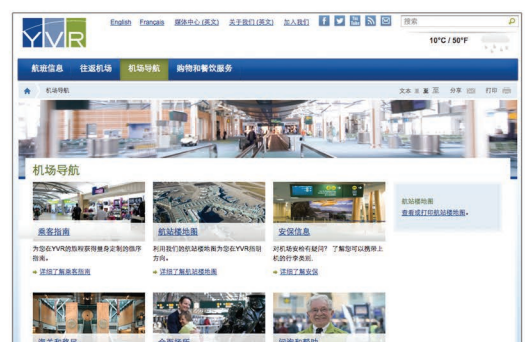 YVR
English Français 媒体中心 (英文) 关于我们 (英文) 加入我们
搜索
10°C / 50°F
航班信息 往返机场 机场导航 购物和餐饮服务
机场导航
文本 分享 打印
机场导航
乘客指南
为您在YVR的旅程获得量身定制的循序
指南。
详细了解乘客指南
航站楼地图
利用我们的航站楼地图为您在YVR指明
方向。
详细了解航站楼地图
安保信息
对机场安检有疑问？ 了解您可以携带上
机的行李类别。
详细了解安保
航站楼地图
查看或打印航站楼地图。